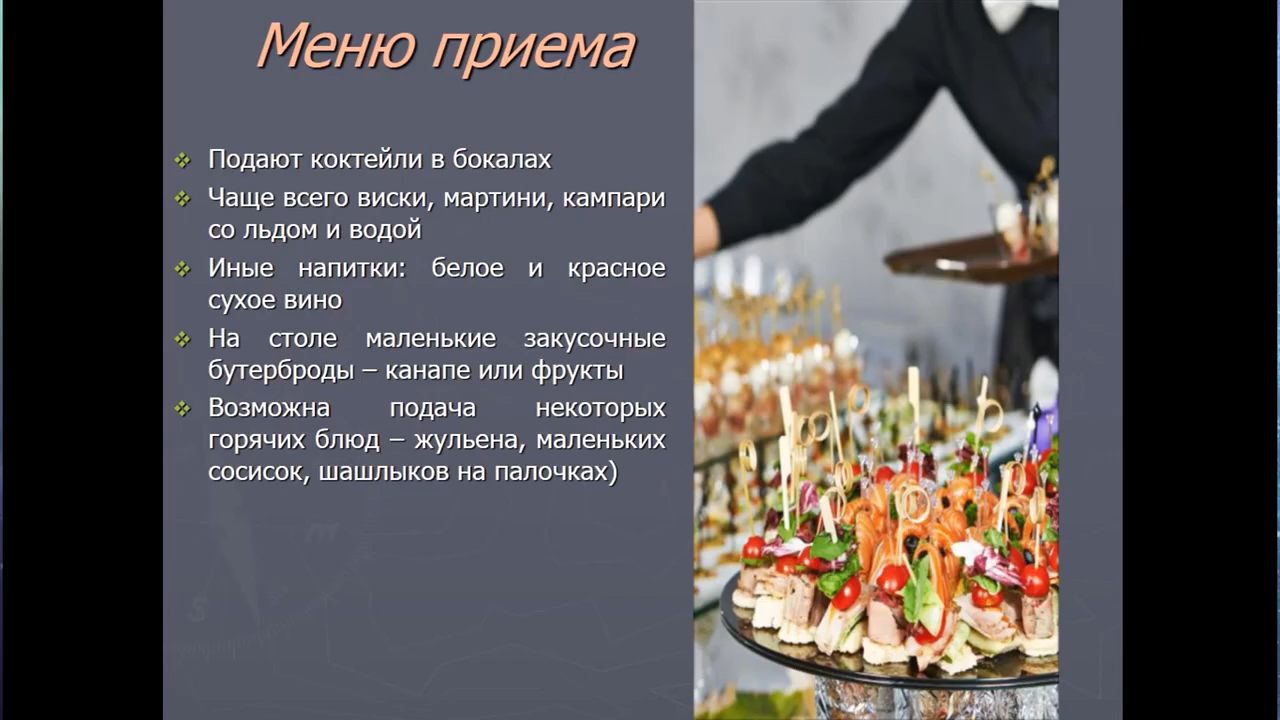 Меню приема
Подают коктейли в бокалах
Чаще всего виски, мартини, кампари
со льдом и водой
Иные напитки: белое и красное
сухое вино
На столе маленькие закусочные
бутерброды – канапе или фрукты
Возможна подача некоторых
горячих блюд – жульена, маленьких
сосисок, шашлыков на палочках)